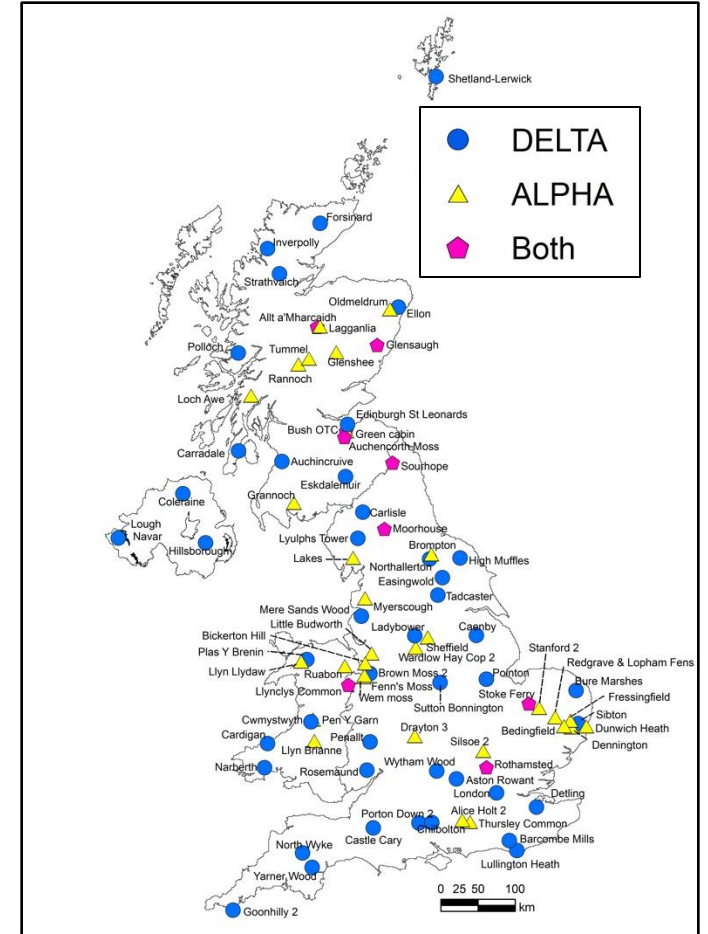 Shetland-Lerwick
DELTA
ALPHA
Both
Forsinard
Inverpolly
Strathvaich
Oldmeldrum
Ellon
Allt a'Mharcaidh
Lagganlia
Polloch
Tummel
Glensaugh
Glenshee
Rannoch
Loch Awe
Edinburgh St Leonards
Bush OTC
Green cabin
Auchencorth Moss
Carradale
Auchincruive
Sourhope
Eskdalemuir
Grannoch
Coleraine
Carlisle
Lough
Navar
Moorhouse
Hillsborough
Lyulphs Tower
Brompton
Lakes
High Muffles
Northallerton
Easingwold
Tadcaster
Mere Sands Wood
Myerscough
Little Budworth
Ladybower
Caenby
Bickerton Hill
Sheffield
Stanford 2
Plas Y Brenin
Wardlow Hay Cop 2
Redgrave & Lopham Fens
Llyn Llydaw
Ruabon
Brown Moss 2
Pointon
Bure Marshes
Llynclys Common
Fenn's Moss
Stoke Ferry
Fressingfield
Wem moss
Sutton Bonnington
Sibton
Cwmystwyth
Pen Y Garn
Drayton 3
Bedingfield
Dunwich Heath
Cardigan
Penallt
Silsoe 2
Dennington
Llyn Brianne
Narberth
Rosemaund
Wytham Wood
Rothamsted
Aston Rowant
London
Detling
Porton Down 2
Alice Holt 2
Chilbolton
Thursley Common
Castle Cary
Barcombe Mills
North Wyke
Lullington Heath
Yarner Wood
0 25 50 100
km
Goonhilly 2